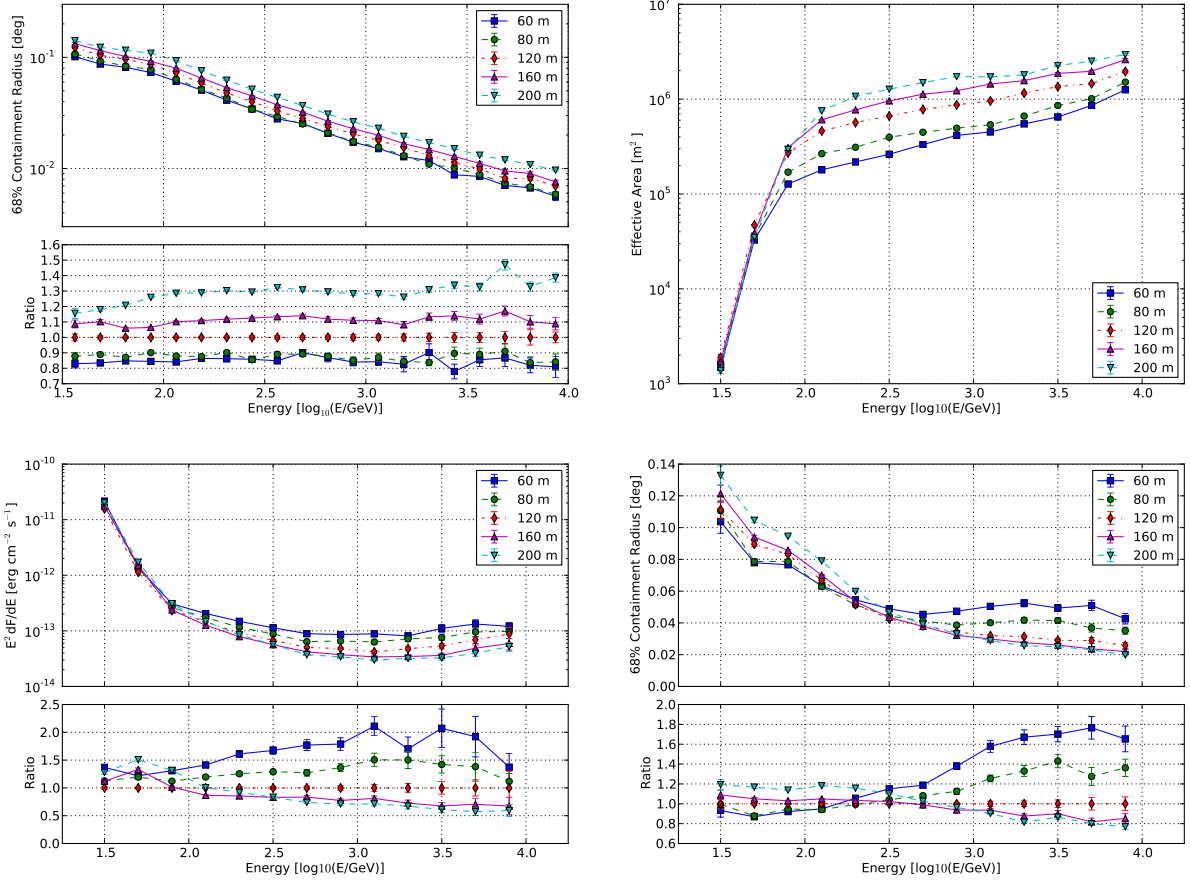 68% Containment Radius [deg]
10⁻¹
10⁻²
60 m
80 m
120 m
160 m
200 m
Ratio
1.6
1.5
1.4
1.3
1.2
1.1
1.0
0.9
0.8
0.7
1.5 2.0 2.5 3.0 3.5 4.0
Energy [log₁₀(E/GeV)]
Effective Area [m²]
10⁷
10⁶
10⁵
10⁴
10³
60 m
80 m
120 m
160 m
200 m
1.5 2.0 2.5 3.0 3.5 4.0
Energy [log10(E/GeV)]
E² dF/dE [erg cm⁻² s⁻¹]
10⁻¹⁰
10⁻¹¹
10⁻¹²
10⁻¹³
10⁻¹⁴
60 m
80 m
120 m
160 m
200 m
Ratio
2.5
2.0
1.5
1.0
0.5
0.0
1.5 2.0 2.5 3.0 3.5 4.0
Energy [log10(E/GeV)]
68% Containment Radius [deg]
0.14
0.12
0.10
0.08
0.06
0.04
0.02
0.00
60 m
80 m
120 m
160 m
200 m
Ratio
2.0
1.8
1.6
1.4
1.2
1.0
0.8
0.6
1.5 2.0 2.5 3.0 3.5 4.0
Energy [log10(E/GeV)]